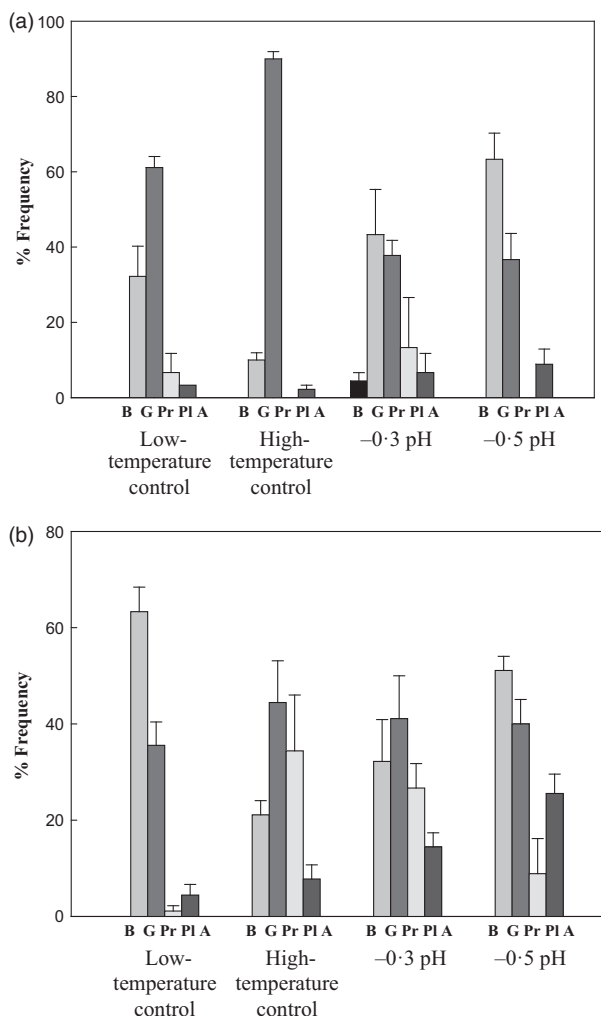 (a)
100
80
60
40
20
0
% Frequency
B G Pr Pl A B G Pr Pl A B G Pr Pl A B G Pr Pl A
Low-
temperature
control
High-
temperature
control
–0·3 pH
–0·5 pH
(b)
80
60
40
20
0
% Frequency
B G Pr Pl A B G Pr Pl A B G Pr Pl A B G Pr Pl A
Low-
temperature
control
High-
temperature
control
–0·3 pH
–0·5 pH